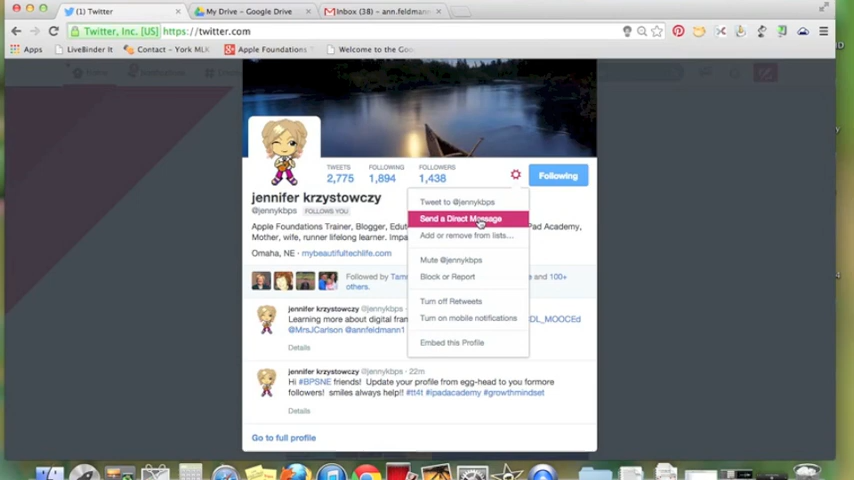 (1) Twitter
My Drive - Google Drive
Inbox (38) - ann.feldmann
Twitter, Inc. [US]
https://twitter.com
Apps
LiveBinder It
Contact - York MLK
Apple Foundations T
Welcome to the Goo
TWEETS
FOLLOWING
FOLLOWERS
2,775
1,894
1,438
Following
jennifer krzystowczy
@jennykbps
FOLLOWS YOU
Apple Foundations Trainer, Blogger, Edut
Pad Academy,
Mother, wife, runner lifelong learner. Impa
Omaha, NE · mybeautifultechlife.com
Followed by Tam
e and 100+
others.
Tweet to @jennykbps
Send a Direct Message
Add or remove from lists...
Mute @jennykbps
Block or Report
Turn off Retweets
Turn on mobile notifications
Embed this Profile
jennifer krzystowczy @jennykbps ·
Learning more about digital fran
CDL_MOOCEd
@MrsJCarlson @annfeldmann1
Details
jennifer krzystowczy @jennykbps · 22m
Hi #BPSNE friends! Update your profile from egg-head to you formore
followers! smiles always help!! #tt4t #ipadacademy #growthmindset
Details
Go to full profile